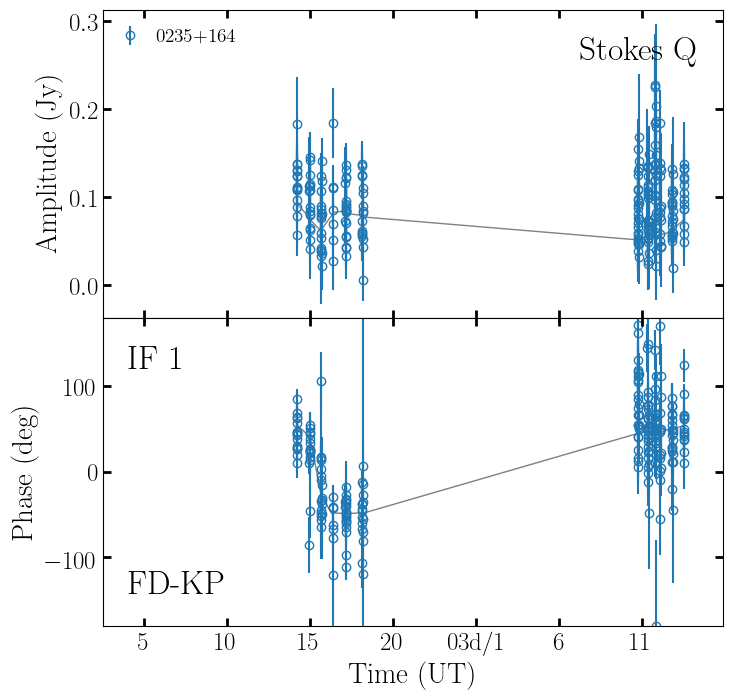 0.3
0235+164
Stokes Q
0.2
Amplitude (Jy)
0.1
0.0
IF 1
100
Phase (deg)
0
−100
FD-KP
5 10 15 20 03d/1 6 11
Time (UT)